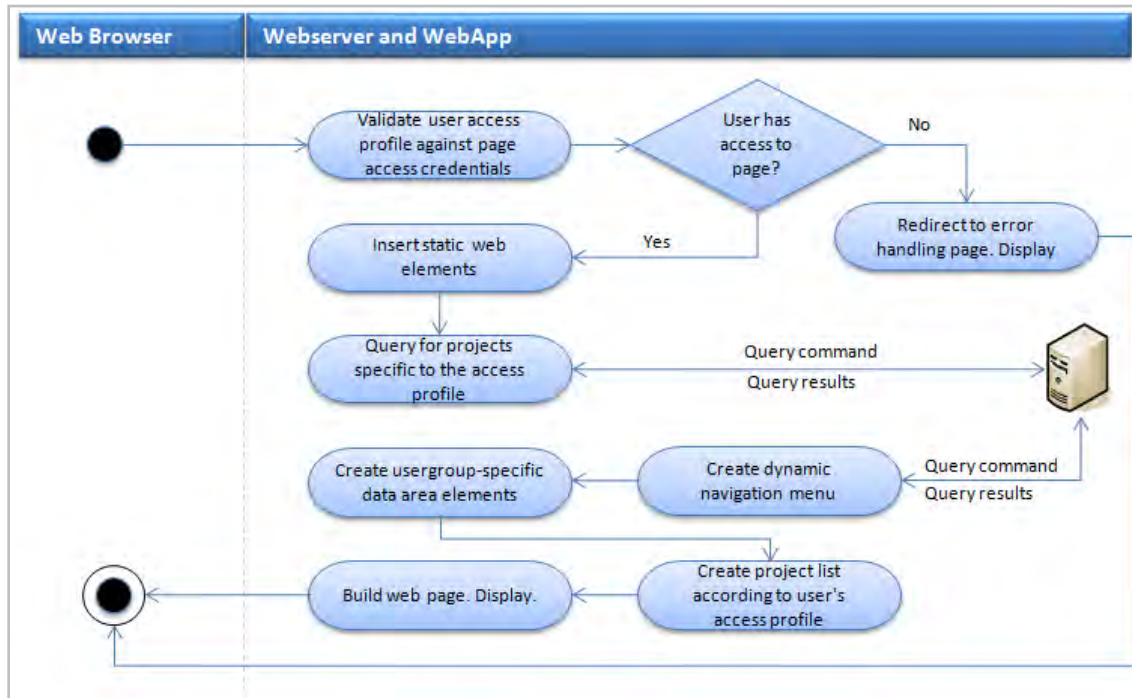 Web Browser
Webserver and WebApp
Validate user access
profile against page
access credentials
User has
access to
page?
No
Redirect to error
handling page. Display
Yes
Insert static web
elements
Query for projects
specific to the access
profile
Query command
Query results
Create usergroup-specific
data area elements
Create dynamic
navigation menu
Query command
Query results
Build web page. Display.
Create project list
according to user's
access profile